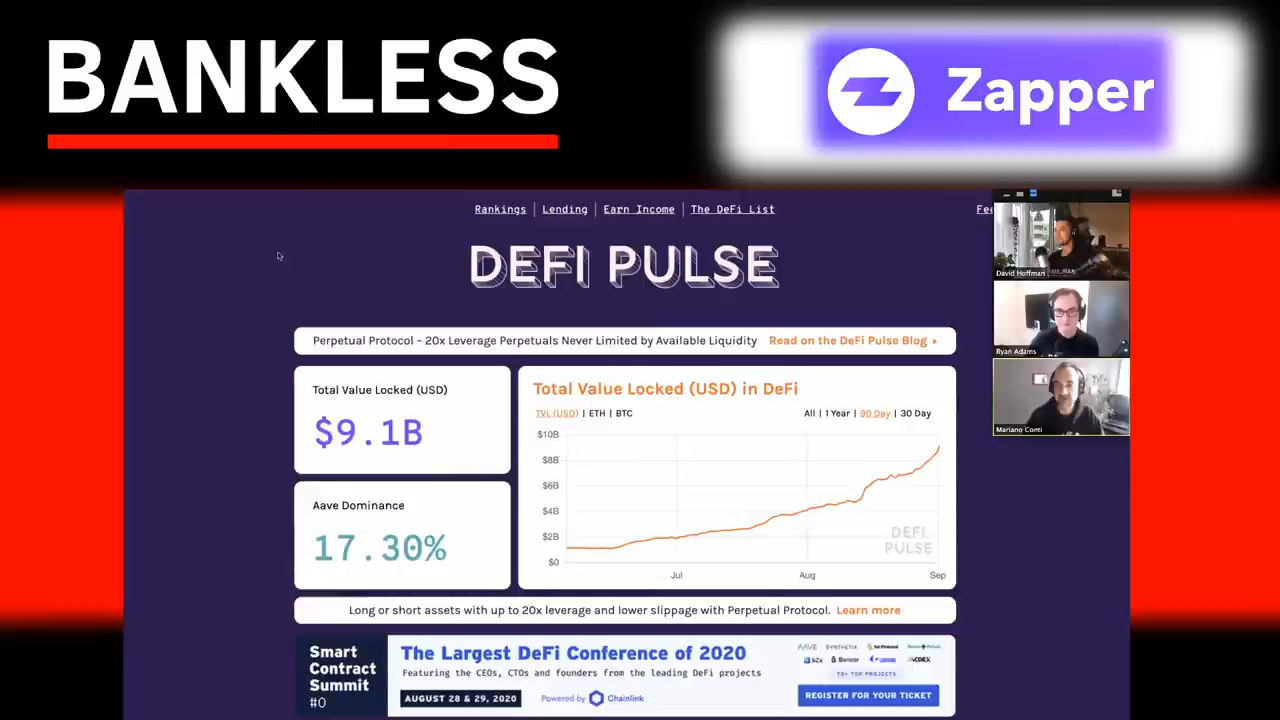 BANKLESS
Zapper
Rankings | Lending | Earn Income | The DeFi List
DEFI PULSE
Perpetual Protocol – 20x Leverage Perpetuals Never Limited by Available Liquidity Read on the DeFi Pulse Blog
Total Value Locked (USD)
$9.1B
Aave Dominance
17.30%
Total Value Locked (USD) in DeFi
TVL (USD) | ETH | BTC
All | 1 Year | 90 Day | 30 Day
$10B
$8B
$6B
$4B
$2B
$0
Jul Aug Sep
DEFI
PULSE
David Hoffman
Ryan Adams
Mariano Conti
Long or short assets with up to 20x leverage and lower slippage with Perpetual Protocol. Learn more
Smart
Contract
Summit
#0
The Largest DeFi Conference of 2020
Featuring the CEOs, CTOs and founders from the leading DeFi projects
AUGUST 28 & 29, 2020
Powered by Chainlink
AAVE SYNTHETIX
b2x Bancor
REGISTER FOR YOUR TICKET